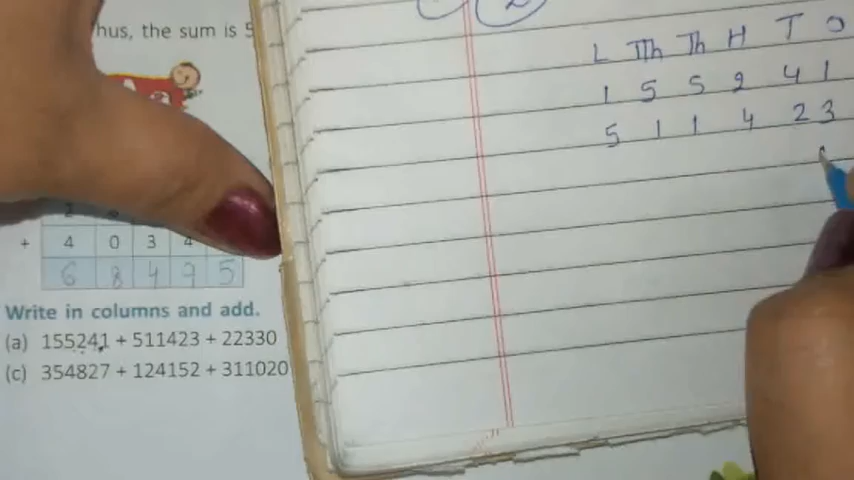 hus, the sum is 5
+ 4 0 3 4
6 8 4 9 5
Write in columns and add.
(a) 155241 + 511423 + 22330
(c) 354827 + 124152 + 311020
L Tth Th H T O
1 5 5 2 4 1
5 1 1 4 2 3